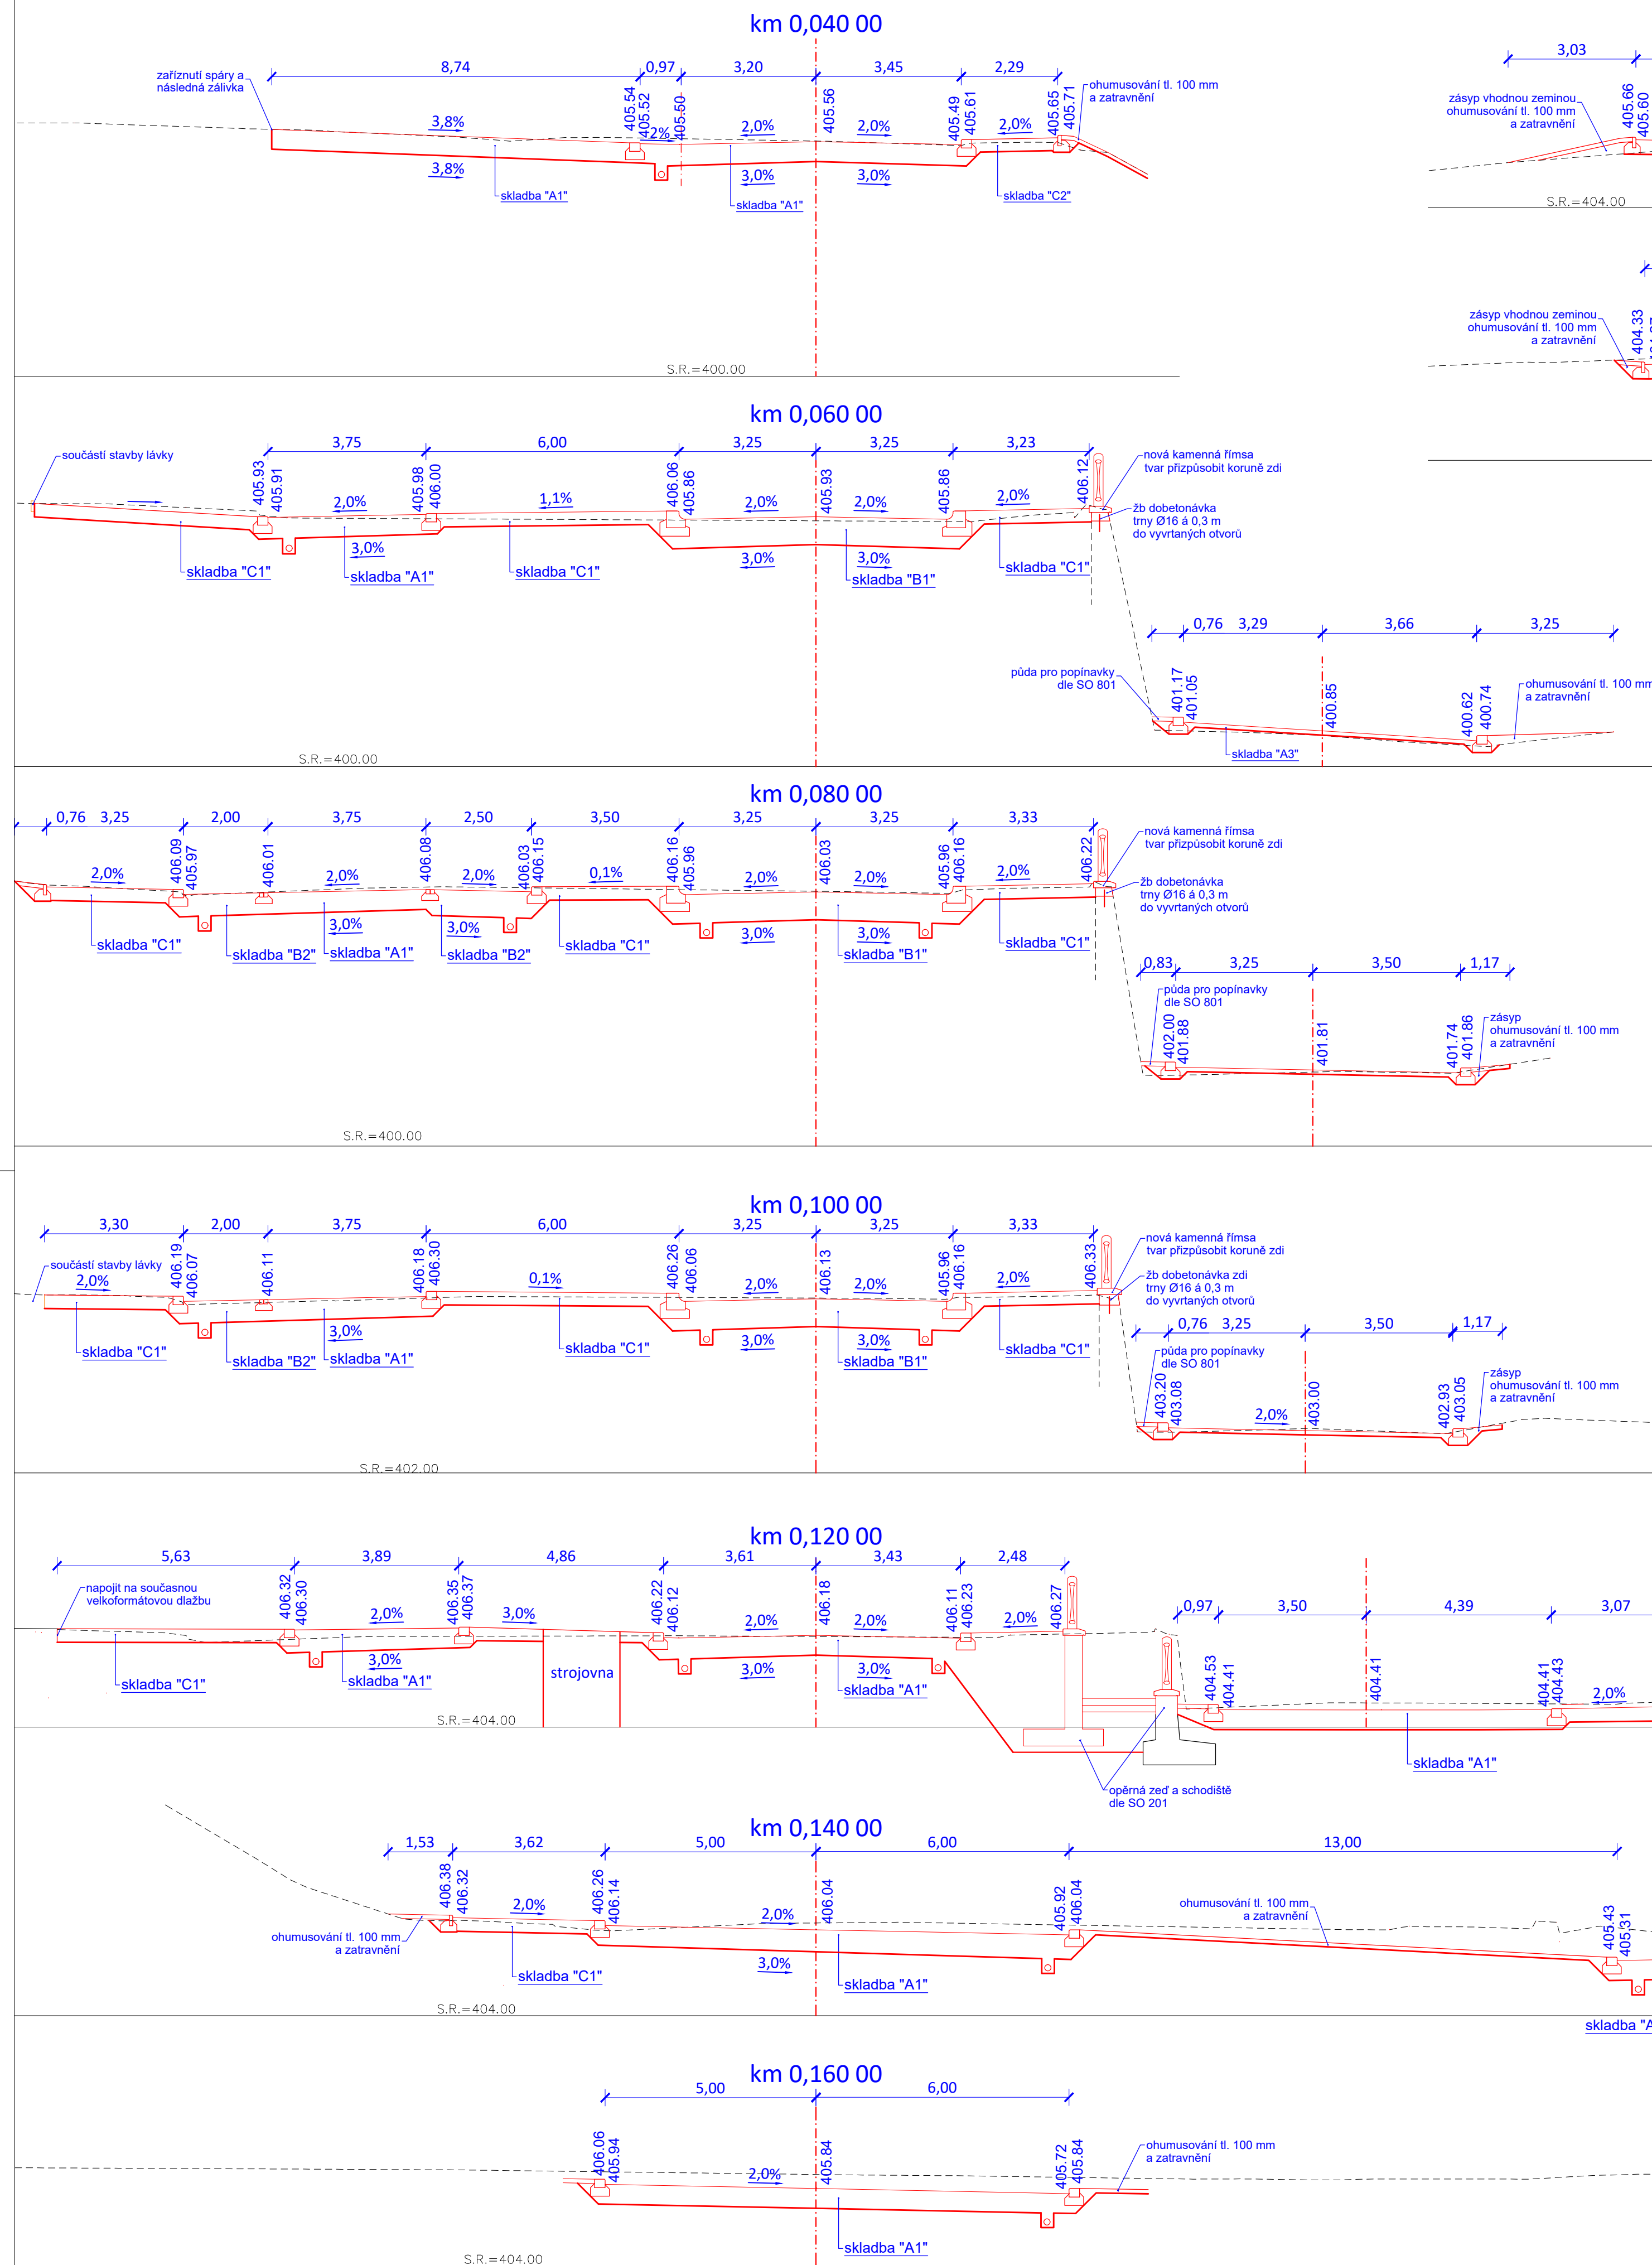 km 0,040 00
8,74
0,97
3,20
3,45
2,29
zaříznutí spáry a
následná zálivka
405.54
405.52
405.50
405.56
405.49
405.61
405.65
405.71
ohumusování tl. 100 mm
a zatravnění
3,8%
2%
2,0%
2,0%
2,0%
3,8%
3,0%
3,0%
skladba "A1"
skladba "A1"
skladba "C2"
S.R.=400.00
3,03
zásyp vhodnou zeminou
ohumusování tl. 100 mm
a zatravnění
405.66
405.60
S.R.=404.00
zásyp vhodnou zeminou
ohumusování tl. 100 mm
a zatravnění
404.33
km 0,060 00
3,75
6,00
3,25
3,25
3,23
součástí stavby lávky
405.93
405.91
405.98
406.00
406.06
405.86
405.93
405.86
406.12
nová kamenná římsa
tvar přizpůsobit koruně zdi
žb dobetonávka
trny Ø16 á 0,3 m
do vyvrtaných otvorů
2,0%
1,1%
2,0%
2,0%
2,0%
3,0%
3,0%
3,0%
skladba "C1"
skladba "A1"
skladba "C1"
skladba "B1"
skladba "C1"
0,76
3,29
3,66
3,25
půda pro popínavky
dle SO 801
401.17
401.05
400.85
400.62
400.74
ohumusování tl. 100 mm
a zatravnění
skladba "A3"
S.R.=400.00
km 0,080 00
0,76
3,25
2,00
3,75
2,50
3,50
3,25
3,25
3,33
406.09
405.97
406.01
406.08
406.03
406.15
406.16
405.96
406.03
405.96
406.16
406.22
nová kamenná římsa
tvar přizpůsobit koruně zdi
žb dobetonávka
trny Ø16 á 0,3 m
do vyvrtaných otvorů
2,0%
2,0%
2,0%
0,1%
2,0%
2,0%
2,0%
3,0%
3,0%
3,0%
3,0%
skladba "C1"
skladba "B2"
skladba "A1"
skladba "B2"
skladba "C1"
skladba "B1"
skladba "C1"
0,83
3,25
3,50
1,17
půda pro popínavky
dle SO 801
402.00
401.88
401.81
401.74
401.86
zásyp
ohumusování tl. 100 mm
a zatravnění
S.R.=400.00
km 0,100 00
3,30
2,00
3,75
6,00
3,25
3,25
3,33
součástí stavby lávky
406.19
406.07
406.11
406.18
406.30
406.26
406.06
406.13
405.96
406.16
406.33
nová kamenná římsa
tvar přizpůsobit koruně zdi
žb dobetonávka zdi
trny Ø16 á 0,3 m
do vyvrtaných otvorů
2,0%
0,1%
2,0%
2,0%
2,0%
3,0%
3,0%
3,0%
skladba "C1"
skladba "B2"
skladba "A1"
skladba "C1"
skladba "B1"
skladba "C1"
0,76
3,25
3,50
1,17
půda pro popínavky
dle SO 801
403.20
403.08
2,0%
403.00
402.93
403.05
zásyp
ohumusování tl. 100 mm
a zatravnění
S.R.=402.00
km 0,120 00
5,63
3,89
4,86
3,61
3,43
2,48
napojit na současnou
velkoformátovou dlažbu
406.32
406.30
406.35
406.37
406.22
406.12
406.18
406.11
406.23
406.27
2,0%
3,0%
2,0%
2,0%
2,0%
3,0%
3,0%
3,0%
skladba "C1"
skladba "A1"
strojovna
skladba "A1"
0,97
3,50
4,39
3,07
404.53
404.41
404.41
404.41
404.43
2,0%
skladba "A1"
opěrná zeď a schodiště
dle SO 201
S.R.=404.00
km 0,140 00
1,53
3,62
5,00
6,00
13,00
406.38
406.32
406.26
406.14
406.04
405.92
406.04
405.43
405.31
ohumusování tl. 100 mm
a zatravnění
2,0%
2,0%
3,0%
ohumusování tl. 100 mm
a zatravnění
skladba "C1"
skladba "A1"
S.R.=404.00
skladba "A
km 0,160 00
5,00
6,00
406.06
405.94
405.84
405.72
405.84
ohumusování tl. 100 mm
a zatravnění
2,0%
skladba "A1"
S.R.=404.00